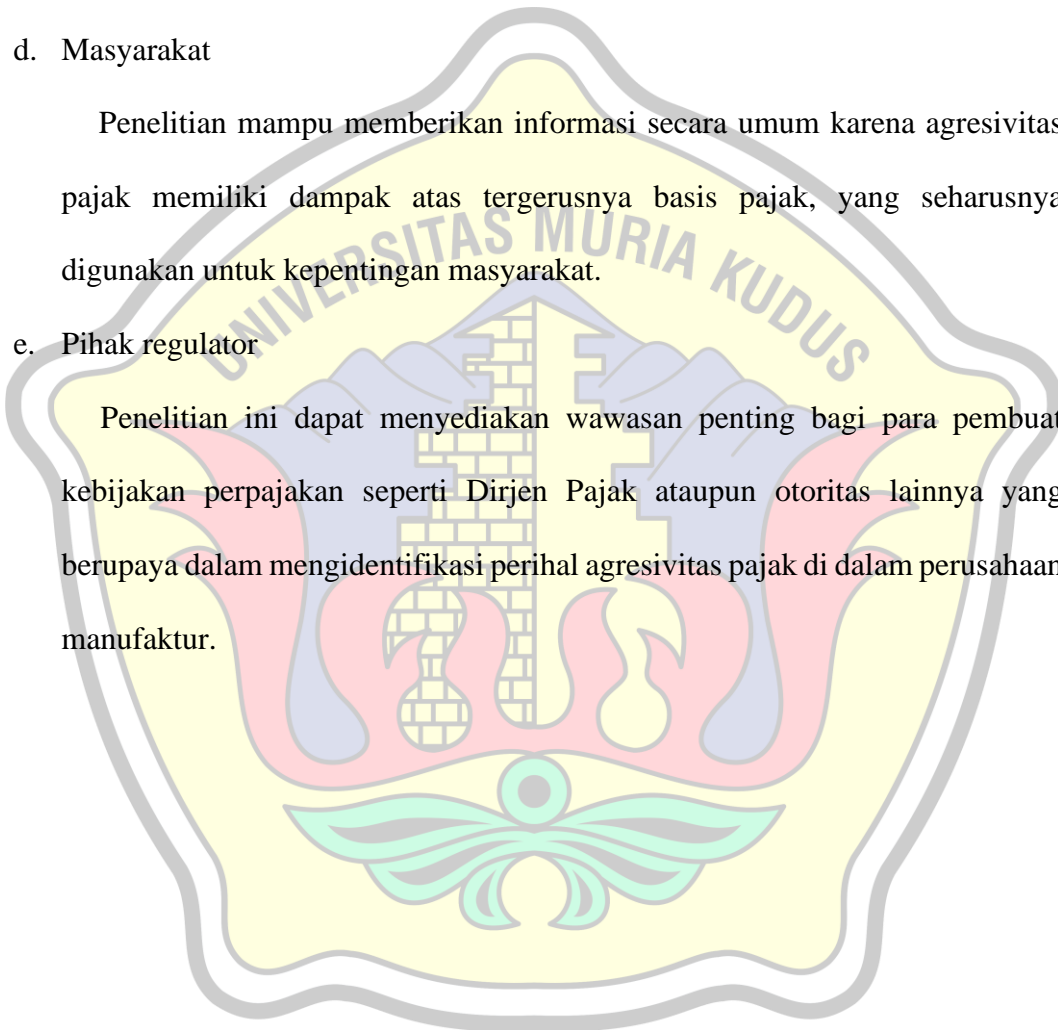 d. Masyarakat
Penelitian mampu memberikan informasi secara umum karena agresivitas
pajak memiliki dampak atas tergerusnya basis pajak, yang seharusnya
digunakan untuk kepentingan masyarakat.
UNIVERSITAS MURIA KUDUS
e. Pihak regulator
Penelitian ini dapat menyediakan wawasan penting bagi para pembuat
kebijakan perpajakan seperti Dirjen Pajak ataupun otoritas lainnya yang
berupaya dalam mengidentifikasi perihal agresivitas pajak di dalam perusahaan
manufaktur.